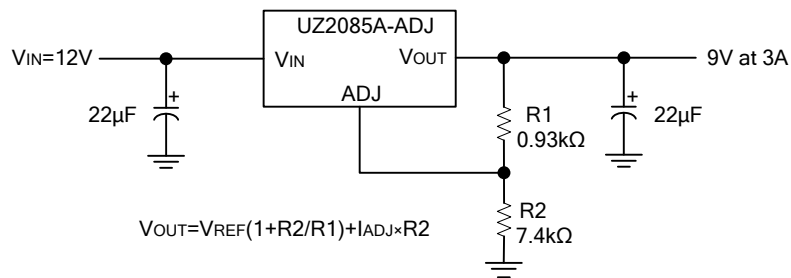 UZ2085A-ADJ
VIN=12V
VIN
VOUT
9V at 3A
ADJ
+
22µF
R1
0.93kΩ
+
22µF
R2
7.4kΩ
VOUT=VREF(1+R2/R1)+IADJ×R2